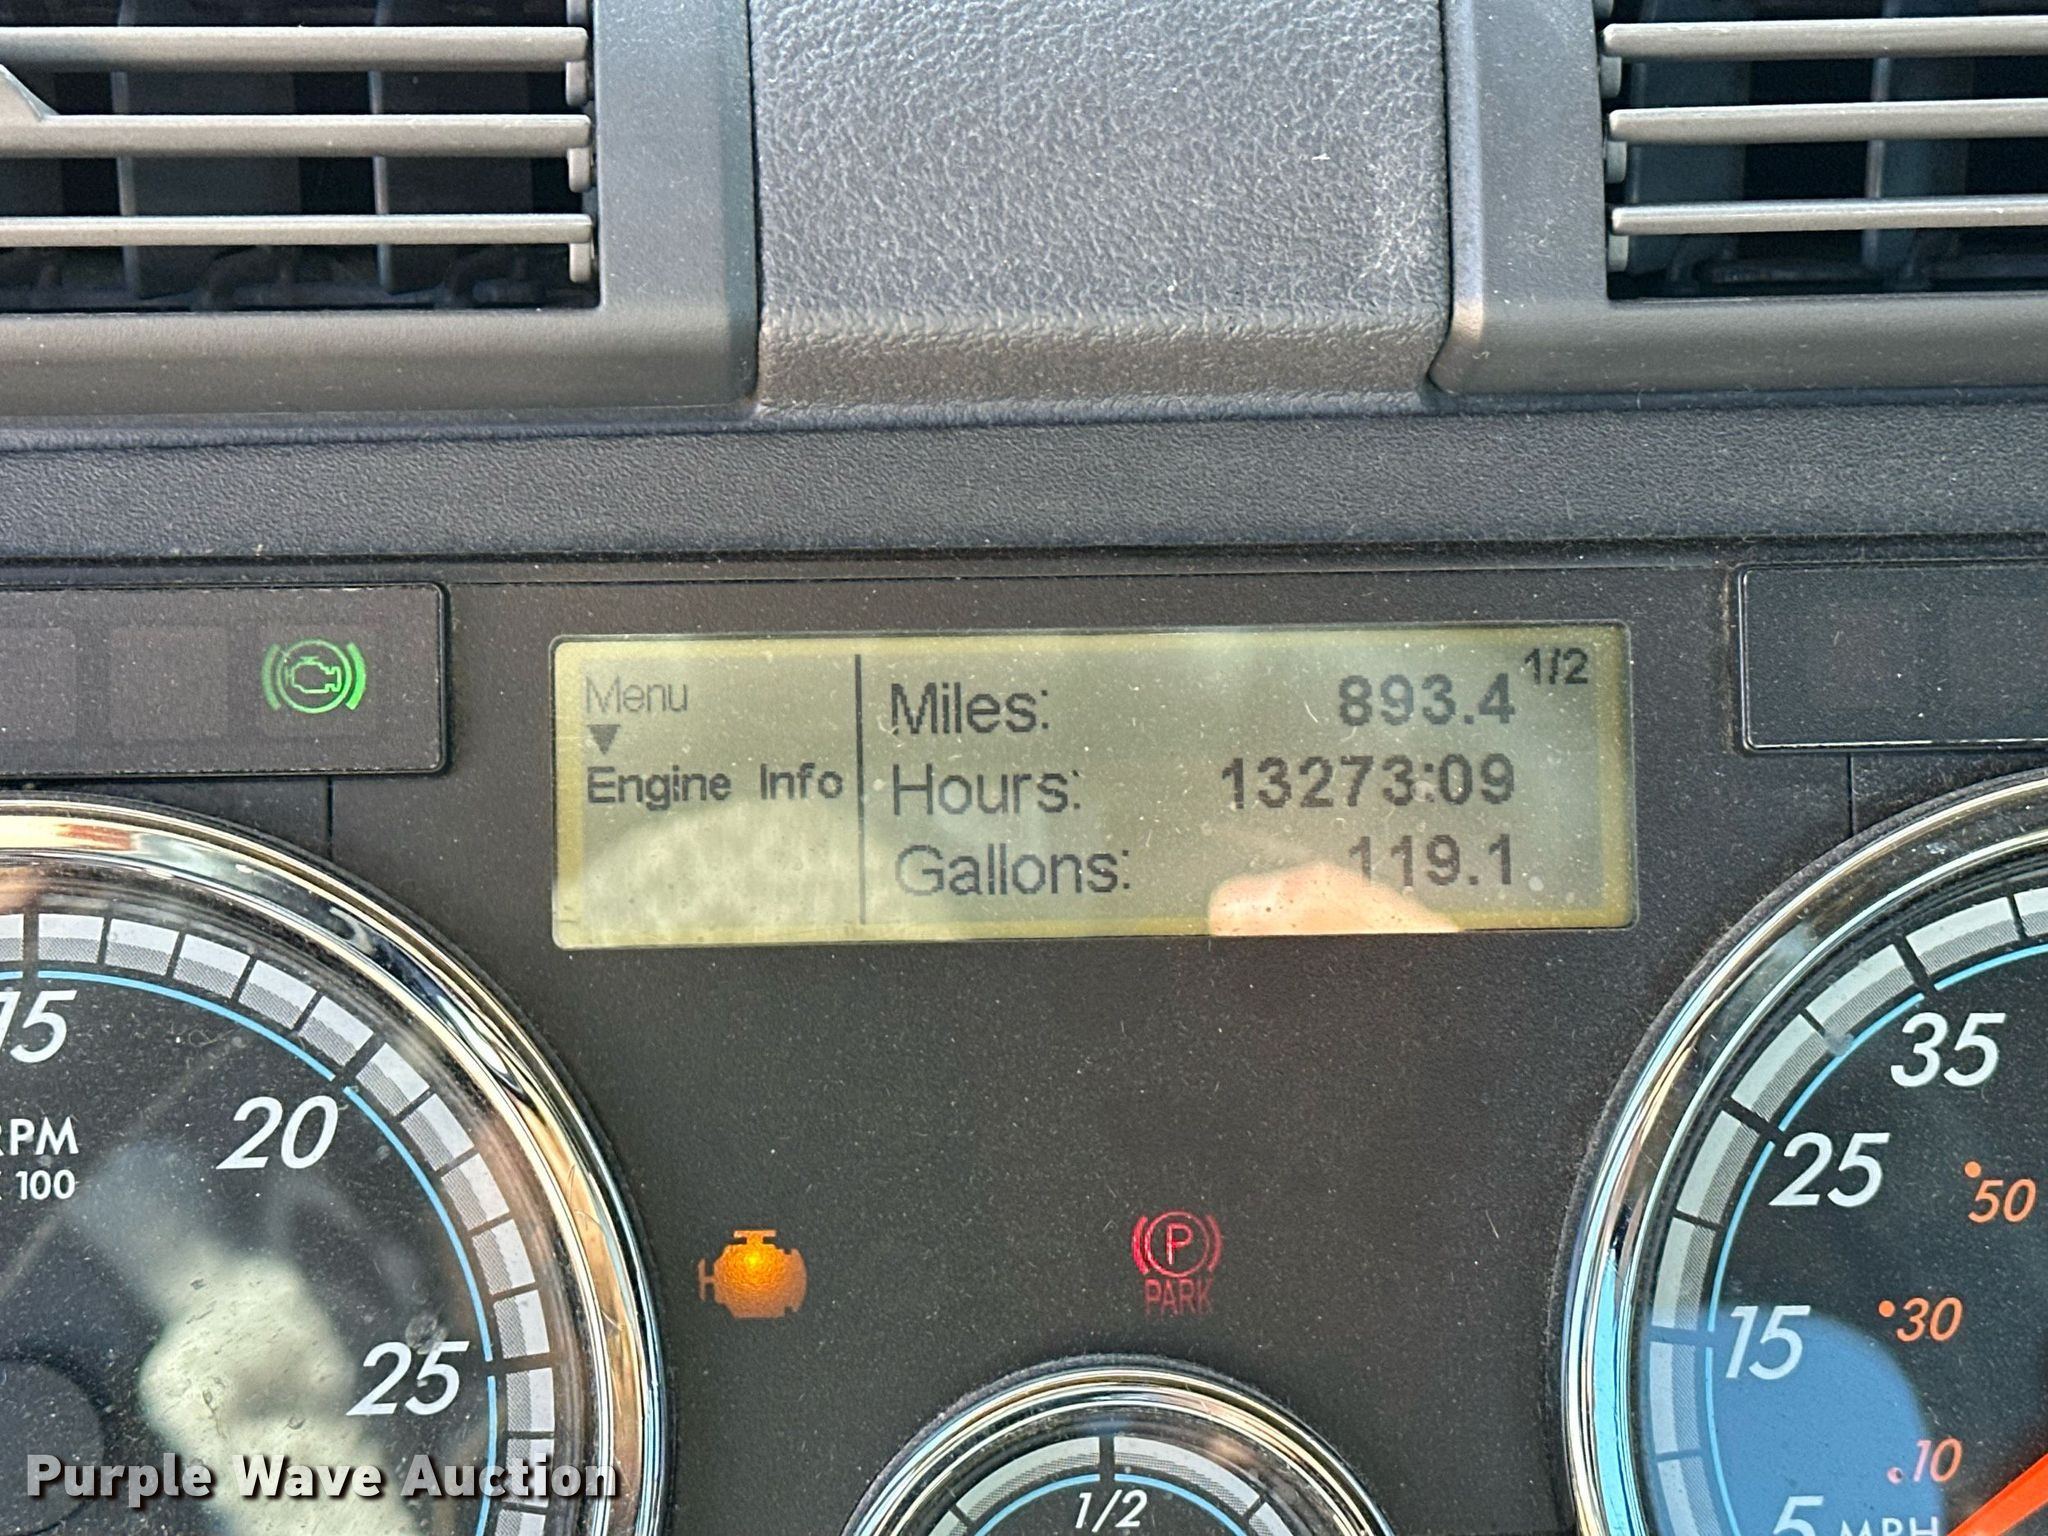 Menu
Engine Info
1/2
Miles: 893.4
Hours: 13273:09
Gallons: 119.1
15
20
25
RPM
X 100
P
PARK
1/2
35
25
15
5
MPH
50
30
10
Purple Wave Auction